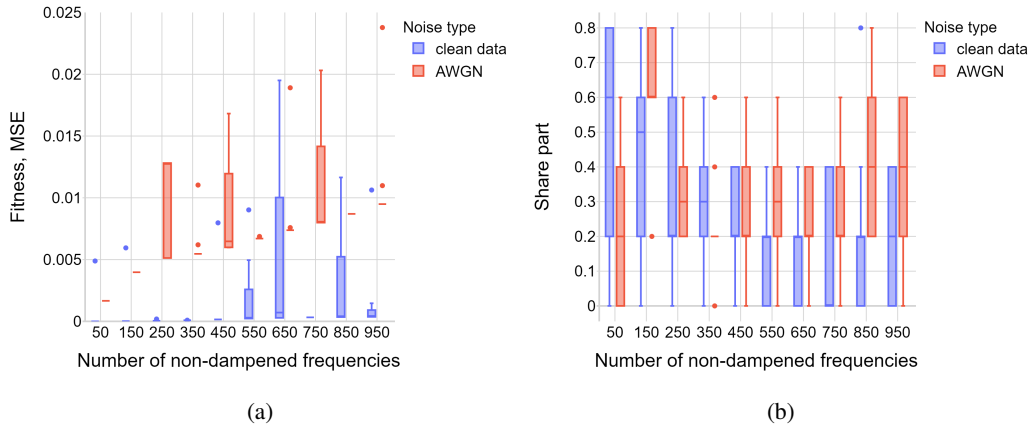 0.025
0.02
0.015
0.01
0.005
0
Fitness, MSE
50 150 250 350 450 550 650 750 850 950
Number of non-dampened frequencies
Noise type
clean data
AWGN
(a)
0.8
0.7
0.6
0.5
0.4
0.3
0.2
0.1
0
Share part
50 150 250 350 450 550 650 750 850 950
Number of non-dampened frequencies
Noise type
clean data
AWGN
(b)